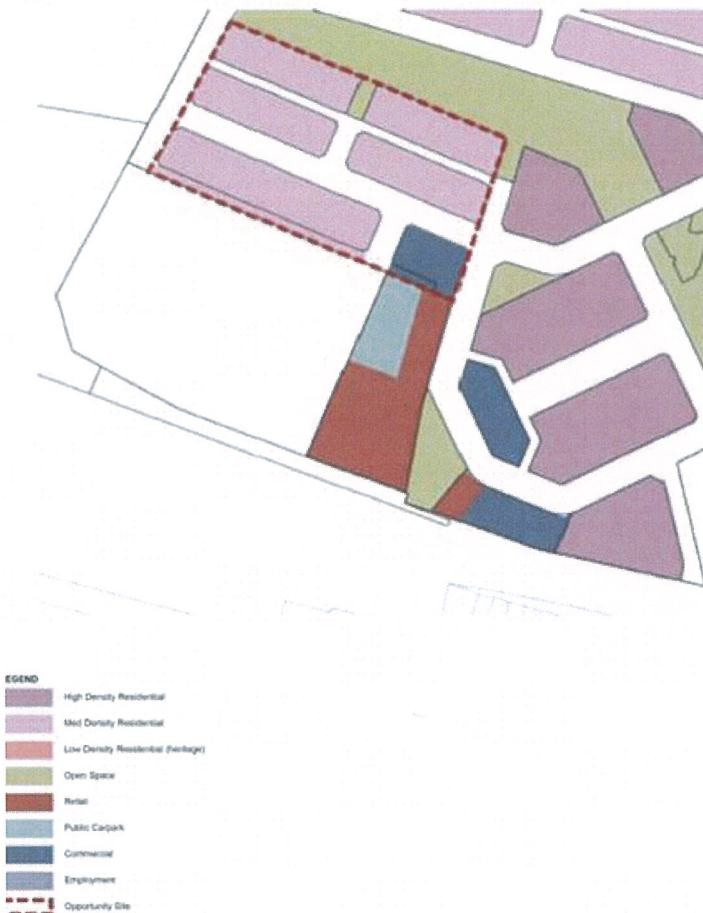 EGEND
High Density Residential
Med Density Residential
Low Density Residential (heritage)
Open Space
Retail
Public Carpark
Commercial
Employment
Opportunity Site